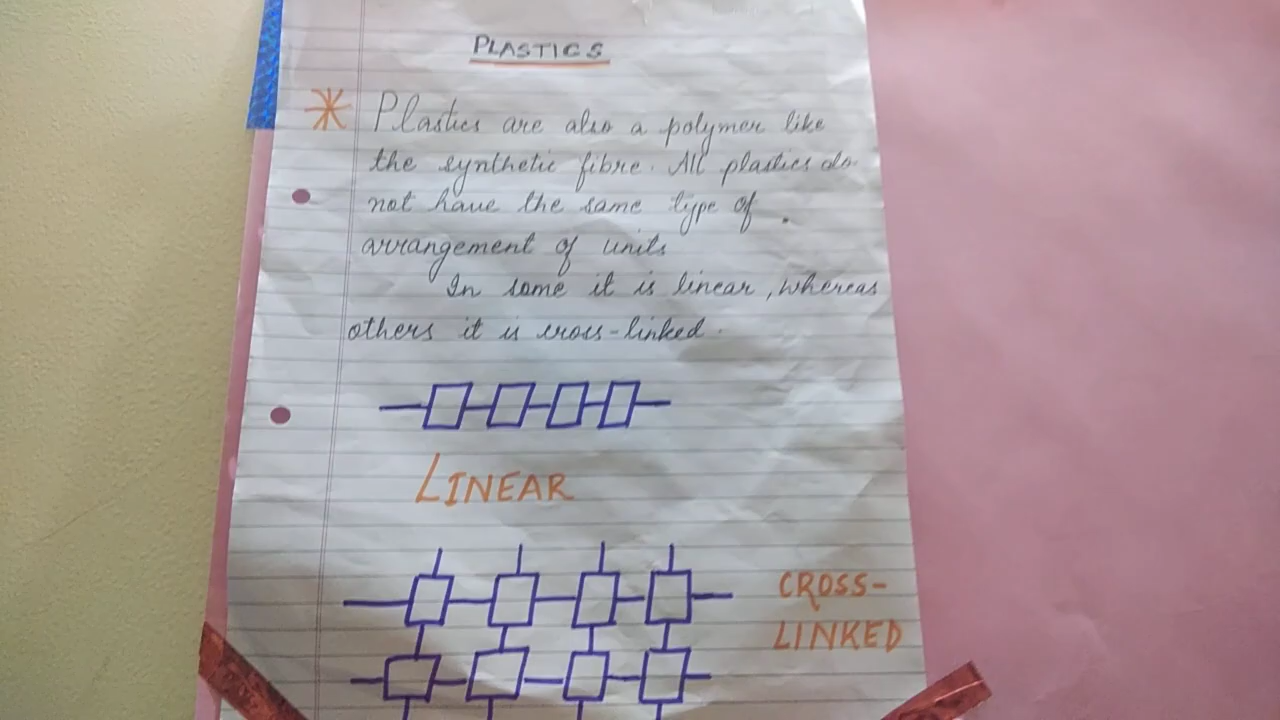 PLASTICS
Plastics are also a polymer like
the synthetic fibre. All plastics do
not have the same type of
arrangement of units
In some it is linear, whereas
others it is cross-linked.
LINEAR
CROSS-
LINKED